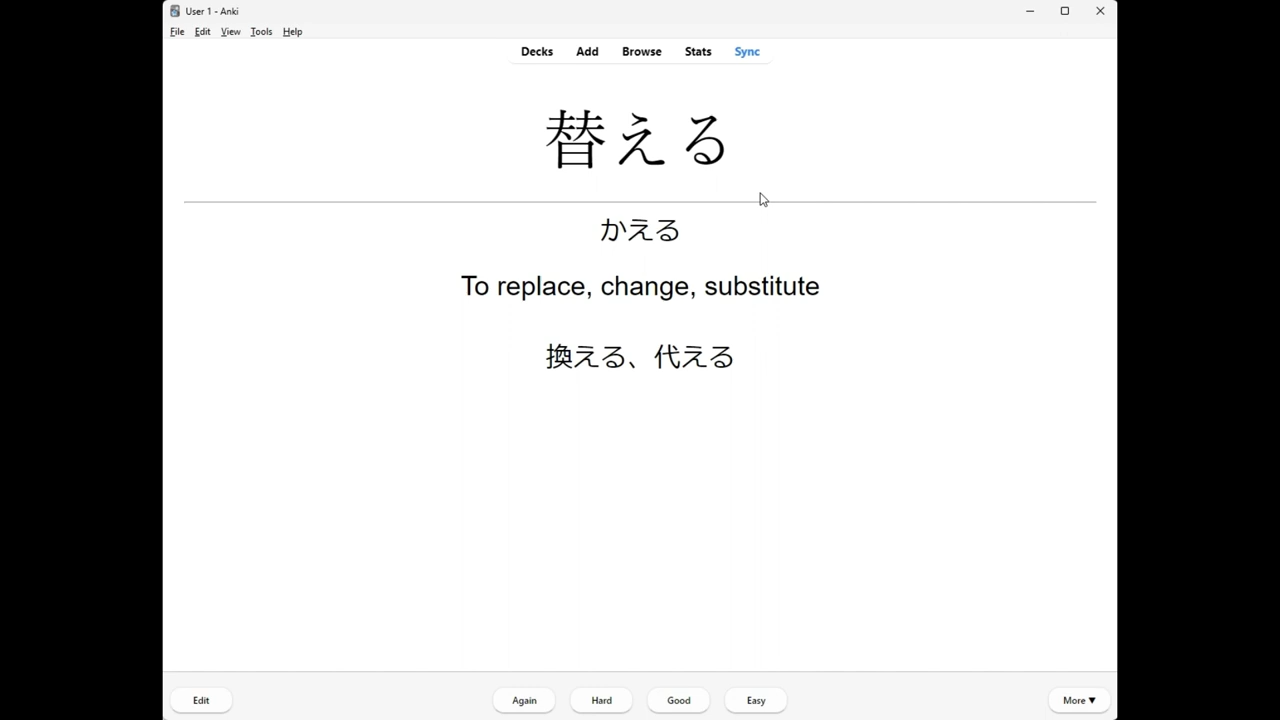 User 1 - Anki
File Edit View Tools Help
Decks Add Browse Stats Sync
替える
かえる
To replace, change, substitute
換える、代える
Edit Again Hard Good Easy More ▼